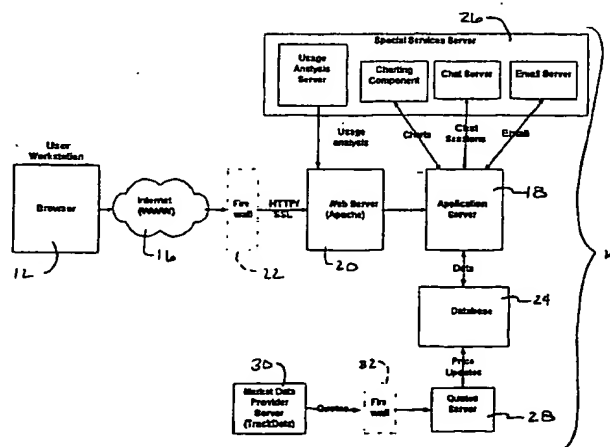 26
Special Services Server
Usage
Analysis
Server
Charting
Component
Chat Server
Email Server
Usage
analysis
Charts
Chat
Sessions
Email
User
Workstation
Browser
Internet
(WWW)
Fire
wall
HTTP/
SSL
Web Server
(Apache)
Application
Server
18
12
16
22
20
Data
Database
24
Price
Updates
30
32
Market Data
Provider
Server
(TrackData)
Quotes
Fire
wall
Quotes
Server
28